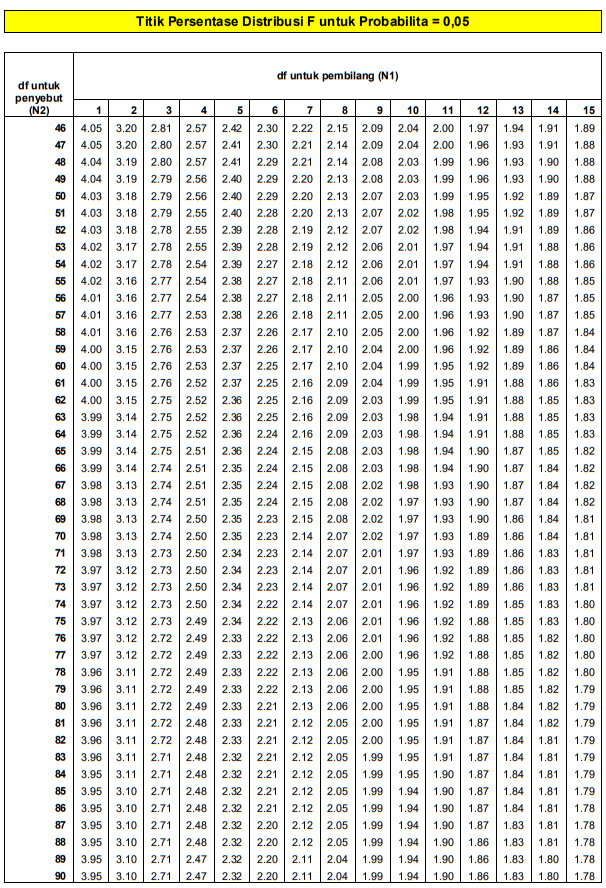 Titik Persentase Distribusi F untuk Probabilita = 0,05
df untuk penyebut (N2)
df untuk pembilang (N1)
1 2 3 4 5 6 7 8 9 10 11 12 13 14 15
46 4.05 3.20 2.81 2.57 2.42 2.30 2.22 2.15 2.09 2.04 2.00 1.97 1.94 1.91 1.89
47 4.05 3.20 2.80 2.57 2.41 2.30 2.21 2.14 2.09 2.04 2.00 1.96 1.93 1.91 1.88
48 4.04 3.19 2.80 2.57 2.41 2.29 2.21 2.14 2.08 2.03 1.99 1.96 1.93 1.90 1.88
49 4.04 3.19 2.79 2.56 2.40 2.29 2.20 2.13 2.08 2.03 1.99 1.96 1.93 1.90 1.88
50 4.03 3.18 2.79 2.56 2.40 2.29 2.20 2.13 2.07 2.03 1.99 1.95 1.92 1.89 1.87
51 4.03 3.18 2.79 2.55 2.40 2.28 2.20 2.13 2.07 2.02 1.98 1.95 1.92 1.89 1.87
52 4.03 3.18 2.78 2.55 2.39 2.28 2.19 2.12 2.07 2.02 1.98 1.94 1.91 1.89 1.86
53 4.02 3.17 2.78 2.55 2.39 2.28 2.19 2.12 2.06 2.01 1.97 1.94 1.91 1.88 1.86
54 4.02 3.17 2.78 2.54 2.39 2.27 2.18 2.12 2.06 2.01 1.97 1.94 1.91 1.88 1.86
55 4.02 3.16 2.77 2.54 2.38 2.27 2.18 2.11 2.06 2.01 1.97 1.93 1.90 1.88 1.85
56 4.01 3.16 2.77 2.54 2.38 2.27 2.18 2.11 2.05 2.00 1.96 1.93 1.90 1.87 1.85
57 4.01 3.16 2.77 2.53 2.38 2.26 2.18 2.11 2.05 2.00 1.96 1.93 1.90 1.87 1.85
58 4.01 3.16 2.76 2.53 2.37 2.26 2.17 2.10 2.05 2.00 1.96 1.92 1.89 1.87 1.84
59 4.00 3.15 2.76 2.53 2.37 2.26 2.17 2.10 2.04 2.00 1.96 1.92 1.89 1.86 1.84
60 4.00 3.15 2.76 2.53 2.37 2.25 2.17 2.10 2.04 1.99 1.95 1.92 1.89 1.86 1.84
61 4.00 3.15 2.76 2.52 2.37 2.25 2.16 2.09 2.04 1.99 1.95 1.91 1.88 1.86 1.83
62 4.00 3.15 2.75 2.52 2.36 2.25 2.16 2.09 2.03 1.99 1.95 1.91 1.88 1.85 1.83
63 3.99 3.14 2.75 2.52 2.36 2.25 2.16 2.09 2.03 1.98 1.94 1.91 1.88 1.85 1.83
64 3.99 3.14 2.75 2.52 2.36 2.24 2.16 2.09 2.03 1.98 1.94 1.91 1.88 1.85 1.83
65 3.99 3.14 2.75 2.51 2.36 2.24 2.15 2.08 2.03 1.98 1.94 1.90 1.87 1.85 1.82
66 3.99 3.14 2.74 2.51 2.35 2.24 2.15 2.08 2.03 1.98 1.94 1.90 1.87 1.84 1.82
67 3.98 3.13 2.74 2.51 2.35 2.24 2.15 2.08 2.02 1.98 1.93 1.90 1.87 1.84 1.82
68 3.98 3.13 2.74 2.51 2.35 2.24 2.15 2.08 2.02 1.97 1.93 1.90 1.87 1.84 1.82
69 3.98 3.13 2.74 2.50 2.35 2.23 2.15 2.08 2.02 1.97 1.93 1.90 1.86 1.84 1.81
70 3.98 3.13 2.74 2.50 2.35 2.23 2.14 2.07 2.02 1.97 1.93 1.89 1.86 1.84 1.81
71 3.98 3.13 2.73 2.50 2.34 2.23 2.14 2.07 2.01 1.97 1.93 1.89 1.86 1.83 1.81
72 3.97 3.12 2.73 2.50 2.34 2.23 2.14 2.07 2.01 1.96 1.92 1.89 1.86 1.83 1.81
73 3.97 3.12 2.73 2.50 2.34 2.23 2.14 2.07 2.01 1.96 1.92 1.89 1.86 1.83 1.81
74 3.97 3.12 2.73 2.50 2.34 2.22 2.14 2.07 2.01 1.96 1.92 1.89 1.85 1.83 1.80
75 3.97 3.12 2.73 2.49 2.34 2.22 2.13 2.06 2.01 1.96 1.92 1.88 1.85 1.83 1.80
76 3.97 3.12 2.72 2.49 2.33 2.22 2.13 2.06 2.01 1.96 1.92 1.88 1.85 1.82 1.80
77 3.97 3.12 2.72 2.49 2.33 2.22 2.13 2.06 2.00 1.96 1.92 1.88 1.85 1.82 1.80
78 3.96 3.11 2.72 2.49 2.33 2.22 2.13 2.06 2.00 1.95 1.91 1.88 1.85 1.82 1.80
79 3.96 3.11 2.72 2.49 2.33 2.22 2.13 2.06 2.00 1.95 1.91 1.88 1.85 1.82 1.79
80 3.96 3.11 2.72 2.49 2.33 2.21 2.13 2.06 2.00 1.95 1.91 1.88 1.84 1.82 1.79
81 3.96 3.11 2.72 2.48 2.33 2.21 2.12 2.05 2.00 1.95 1.91 1.87 1.84 1.82 1.79
82 3.96 3.11 2.72 2.48 2.33 2.21 2.12 2.05 2.00 1.95 1.91 1.87 1.84 1.81 1.79
83 3.96 3.11 2.71 2.48 2.32 2.21 2.12 2.05 1.99 1.95 1.91 1.87 1.84 1.81 1.79
84 3.95 3.11 2.71 2.48 2.32 2.21 2.12 2.05 1.99 1.95 1.90 1.87 1.84 1.81 1.79
85 3.95 3.10 2.71 2.48 2.32 2.21 2.12 2.05 1.99 1.94 1.90 1.87 1.84 1.81 1.79
86 3.95 3.10 2.71 2.48 2.32 2.21 2.12 2.05 1.99 1.94 1.90 1.87 1.84 1.81 1.78
87 3.95 3.10 2.71 2.48 2.32 2.20 2.12 2.05 1.99 1.94 1.90 1.87 1.83 1.81 1.78
88 3.95 3.10 2.71 2.48 2.32 2.20 2.12 2.05 1.99 1.94 1.90 1.86 1.83 1.81 1.78
89 3.95 3.10 2.71 2.47 2.32 2.20 2.11 2.04 1.99 1.94 1.90 1.86 1.83 1.80 1.78
90 3.95 3.10 2.71 2.47 2.32 2.20 2.11 2.04 1.99 1.94 1.90 1.86 1.83 1.80 1.78